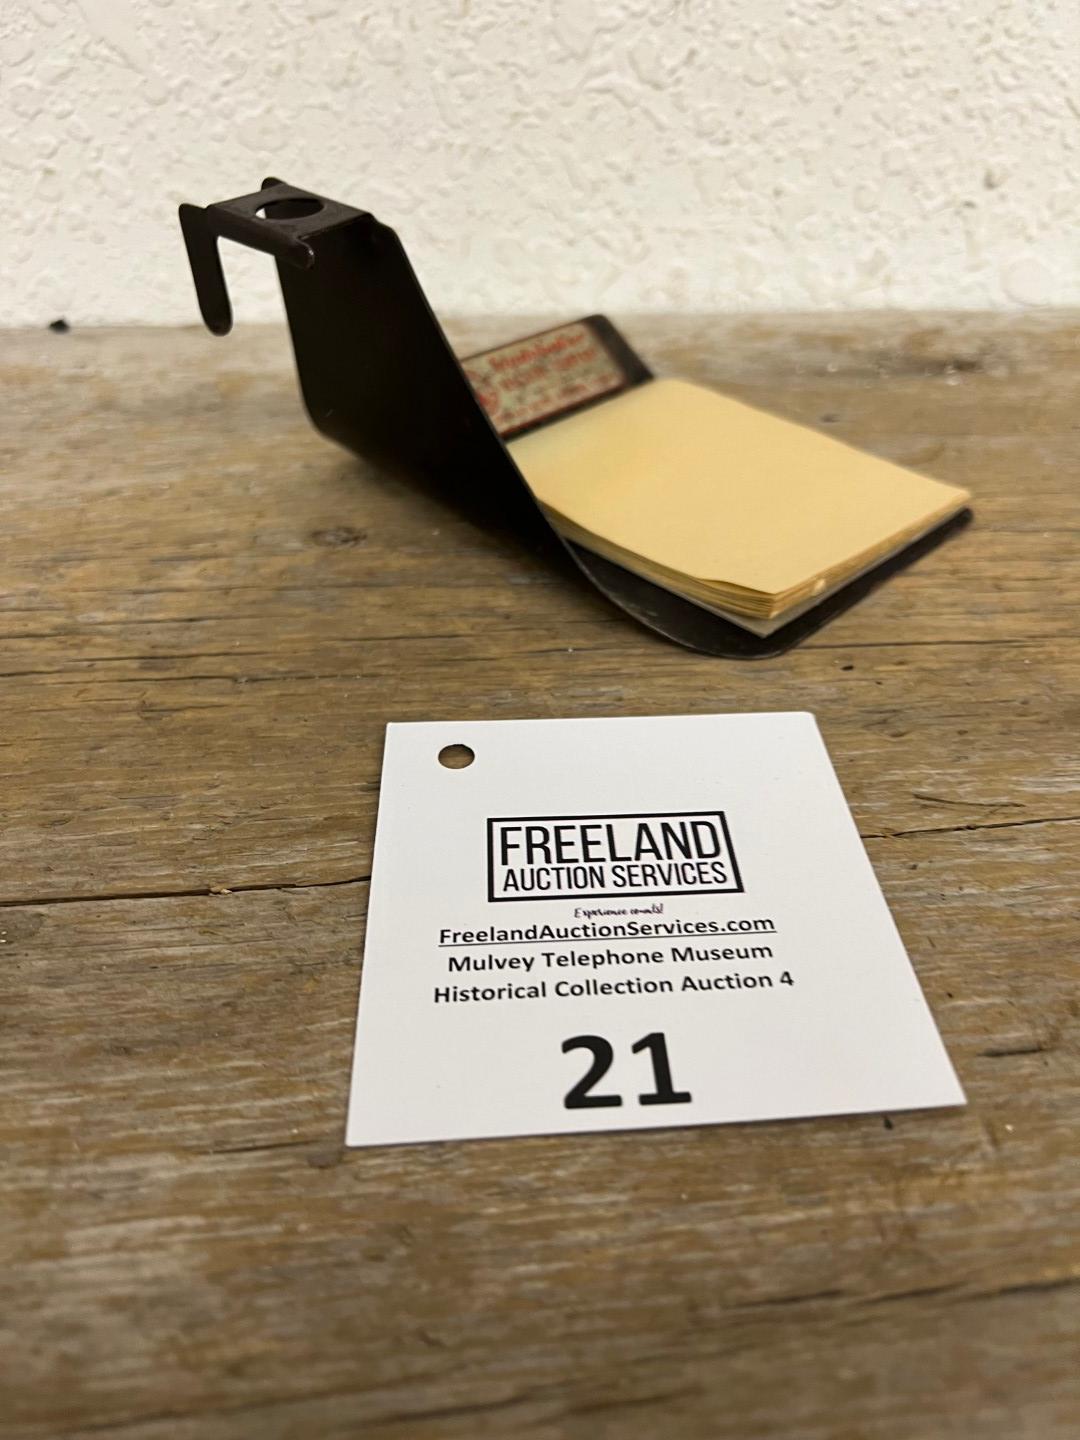 FREELAND
AUCTION SERVICES
Experience counts!
FreelandAuctionServices.com
Mulvey Telephone Museum
Historical Collection Auction 4
21